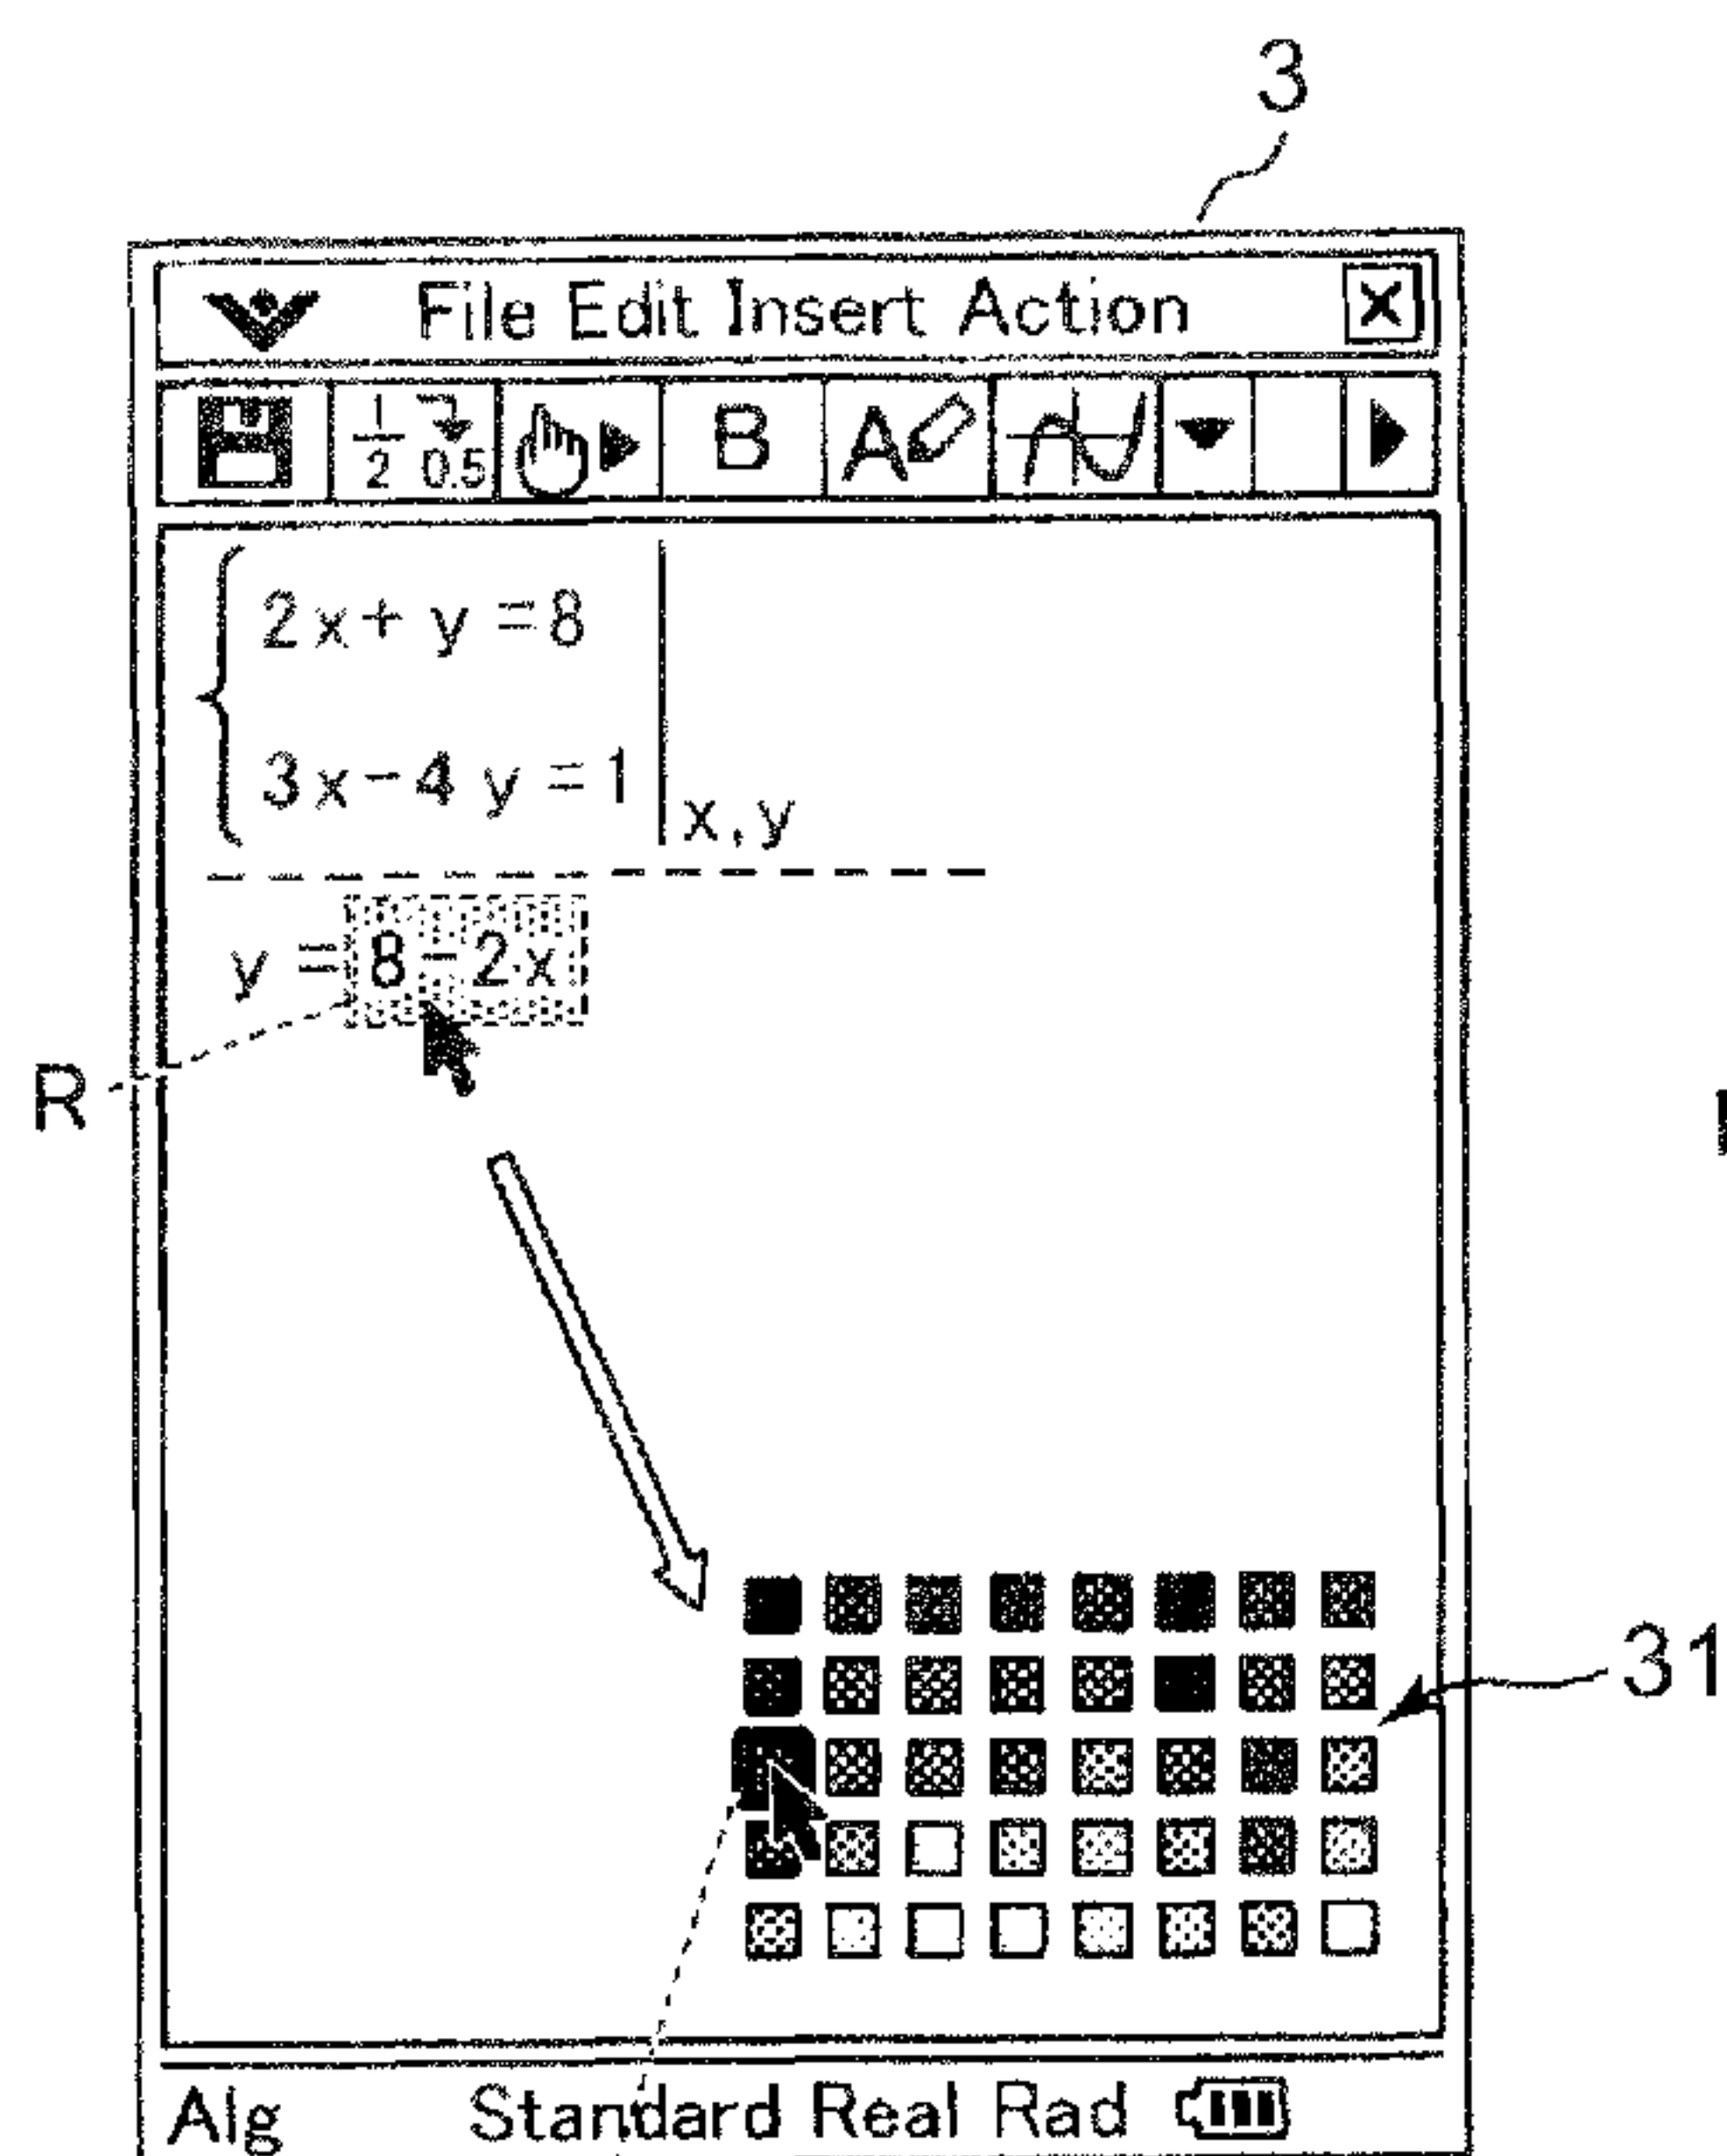 3
File Edit Insert Action X
1/2 0.5 B A
2x+y=8
3x-4y=1
x,y
y=8-2x
R
31
Alg Standard Real Rad